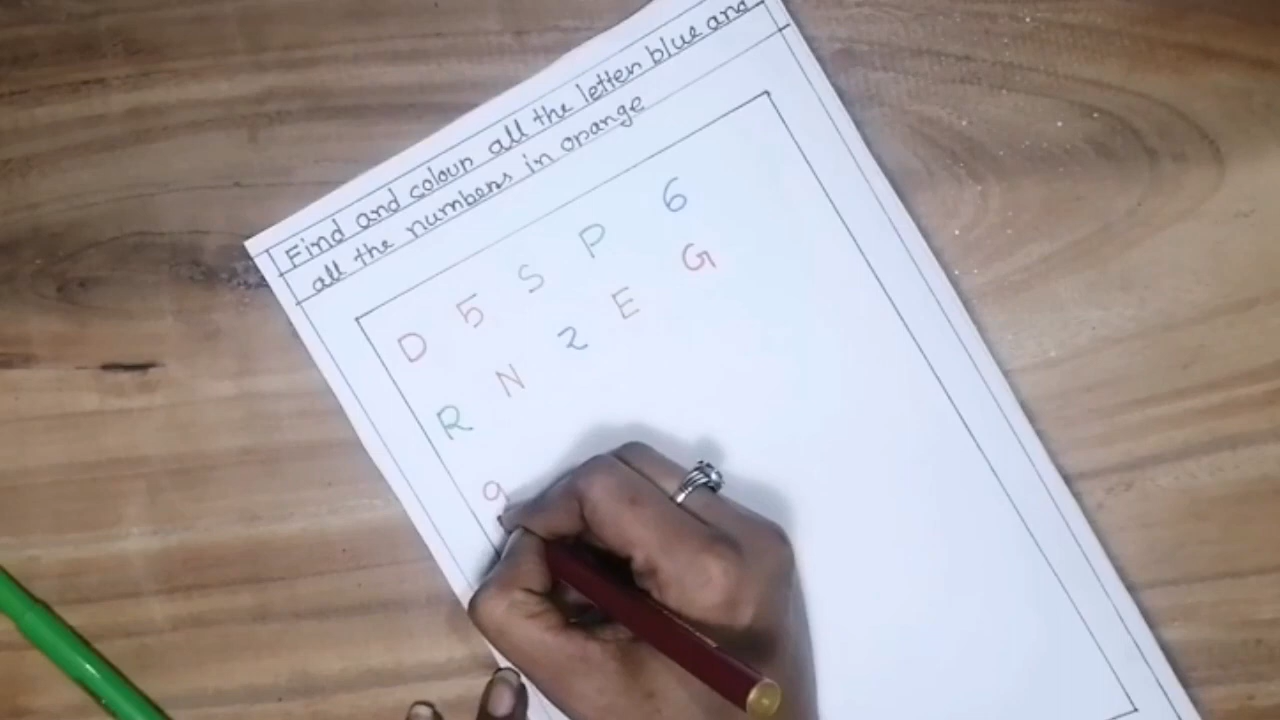 Find and colour all the letter blue and
all the numbers in orange
D 5 S P 6
R N 2 E G
9